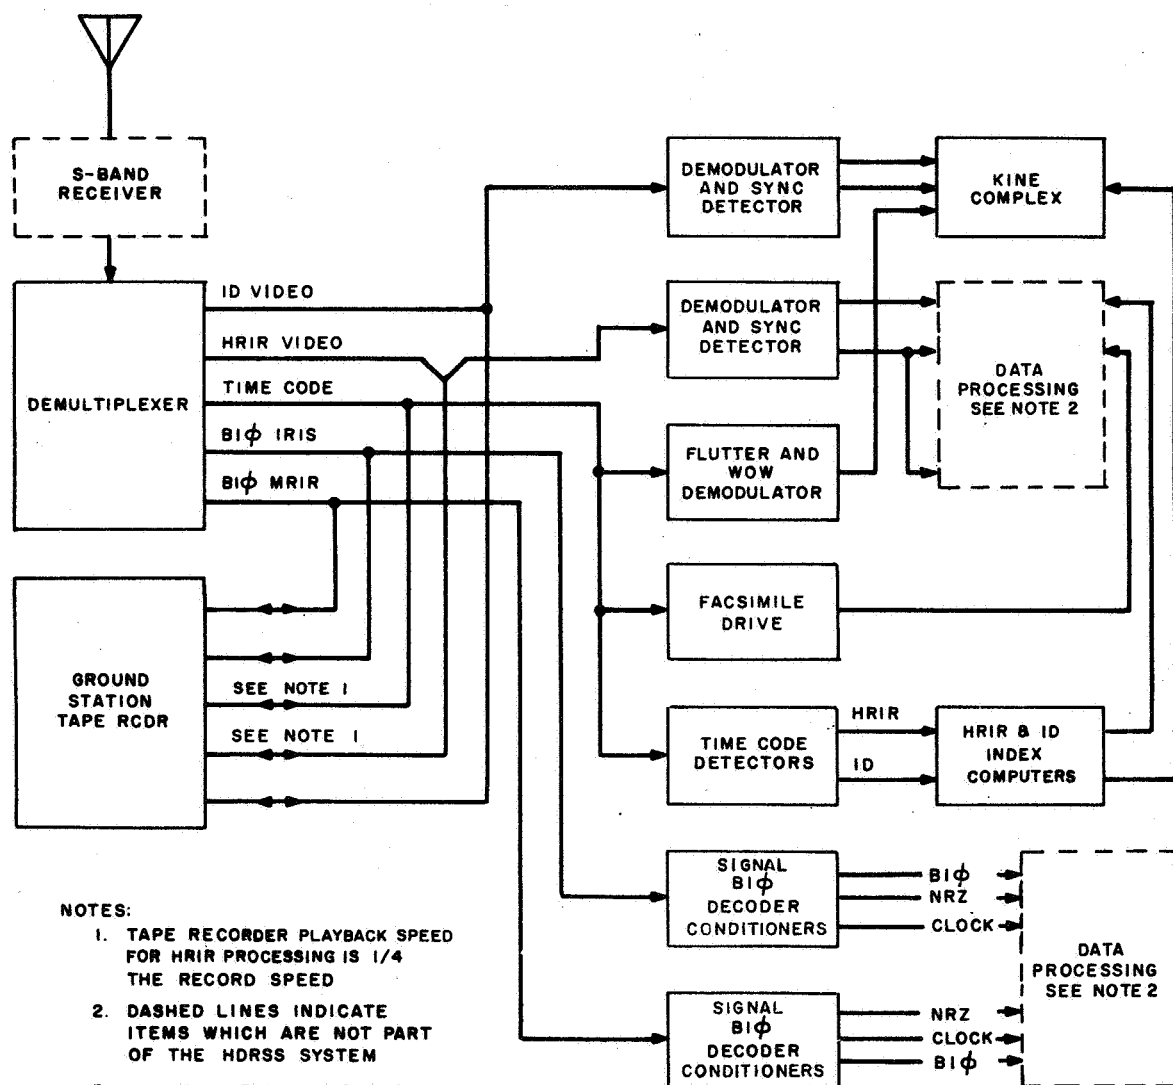 S-BAND
RECEIVER
DEMULTIPLEXER
ID VIDEO
HRIR VIDEO
TIME CODE
BIφ IRIS
BIφ MRIR
GROUND
STATION
TAPE RCDR
SEE NOTE 1
SEE NOTE 1
DEMODULATOR
AND SYNC
DETECTOR
KINE
COMPLEX
DEMODULATOR
AND SYNC
DETECTOR
DATA
PROCESSING
SEE NOTE 2
FLUTTER AND
WOW
DEMODULATOR
FACSIMILE
DRIVE
TIME CODE
DETECTORS
HRIR
ID
HRIR & ID
INDEX
COMPUTERS
SIGNAL
BIφ
DECODER
CONDITIONERS
BIφ
NRZ
CLOCK
SIGNAL
BIφ
DECODER
CONDITIONERS
NRZ
CLOCK
BIφ
DATA
PROCESSING
SEE NOTE 2
NOTES:
1. TAPE RECORDER PLAYBACK SPEED
FOR HRIR PROCESSING IS 1/4
THE RECORD SPEED
2. DASHED LINES INDICATE
ITEMS WHICH ARE NOT PART
OF THE HDRSS SYSTEM